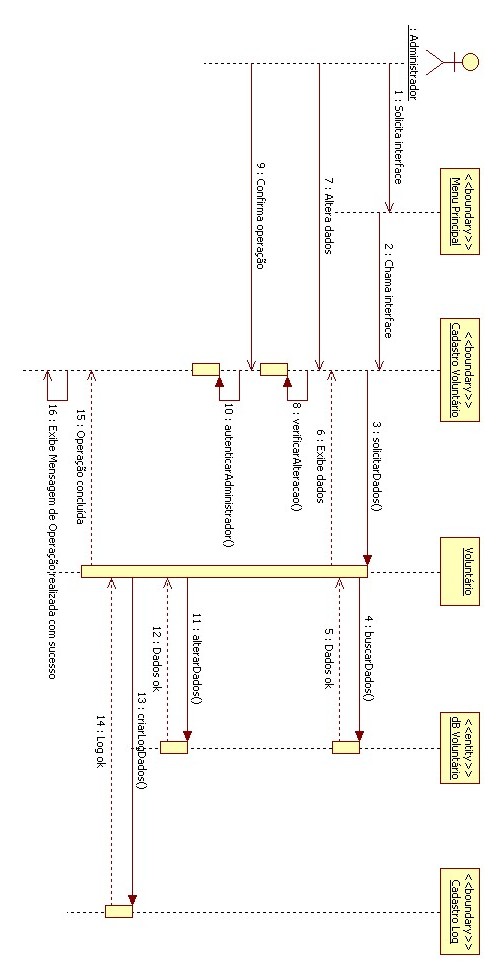 : Administrador
<<boundary>>
Menu Principal
<<boundary>>
Cadastro Voluntário
Voluntário
<<entity>>
dB Voluntário
<<boundary>>
Cadastro Log
1 : Solicita interface
2 : Chama interface
3 : solicitarDados()
4 : buscarDados()
5 : Dados ok
6 : Exibe dados
7 : Altera dados
8 : verificarAlteracao()
9 : Confirma operação
10 : autenticarAdministrador()
11 : alterarDados()
12 : Dados ok
13 : criarLogDados()
14 : Log ok
15 : Operação concluída
16 : Exibe Mensagem de Operação realizada com sucesso